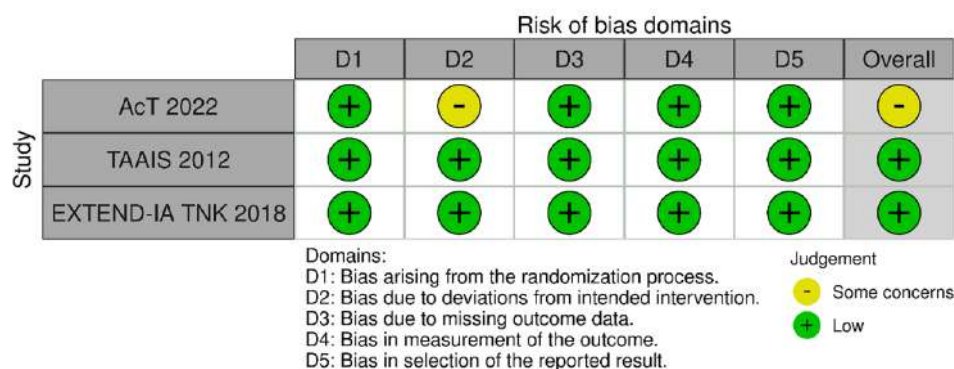 Risk of bias domains
D1 D2 D3 D4 D5 Overall
Study
AcT 2022 + - + + + -
TAAIS 2012 + + + + + +
EXTEND-IA TNK 2018 + + + + + +
Domains:
D1: Bias arising from the randomization process.
D2: Bias due to deviations from intended intervention.
D3: Bias due to missing outcome data.
D4: Bias in measurement of the outcome.
D5: Bias in selection of the reported result.
Judgement
- Some concerns
+ Low